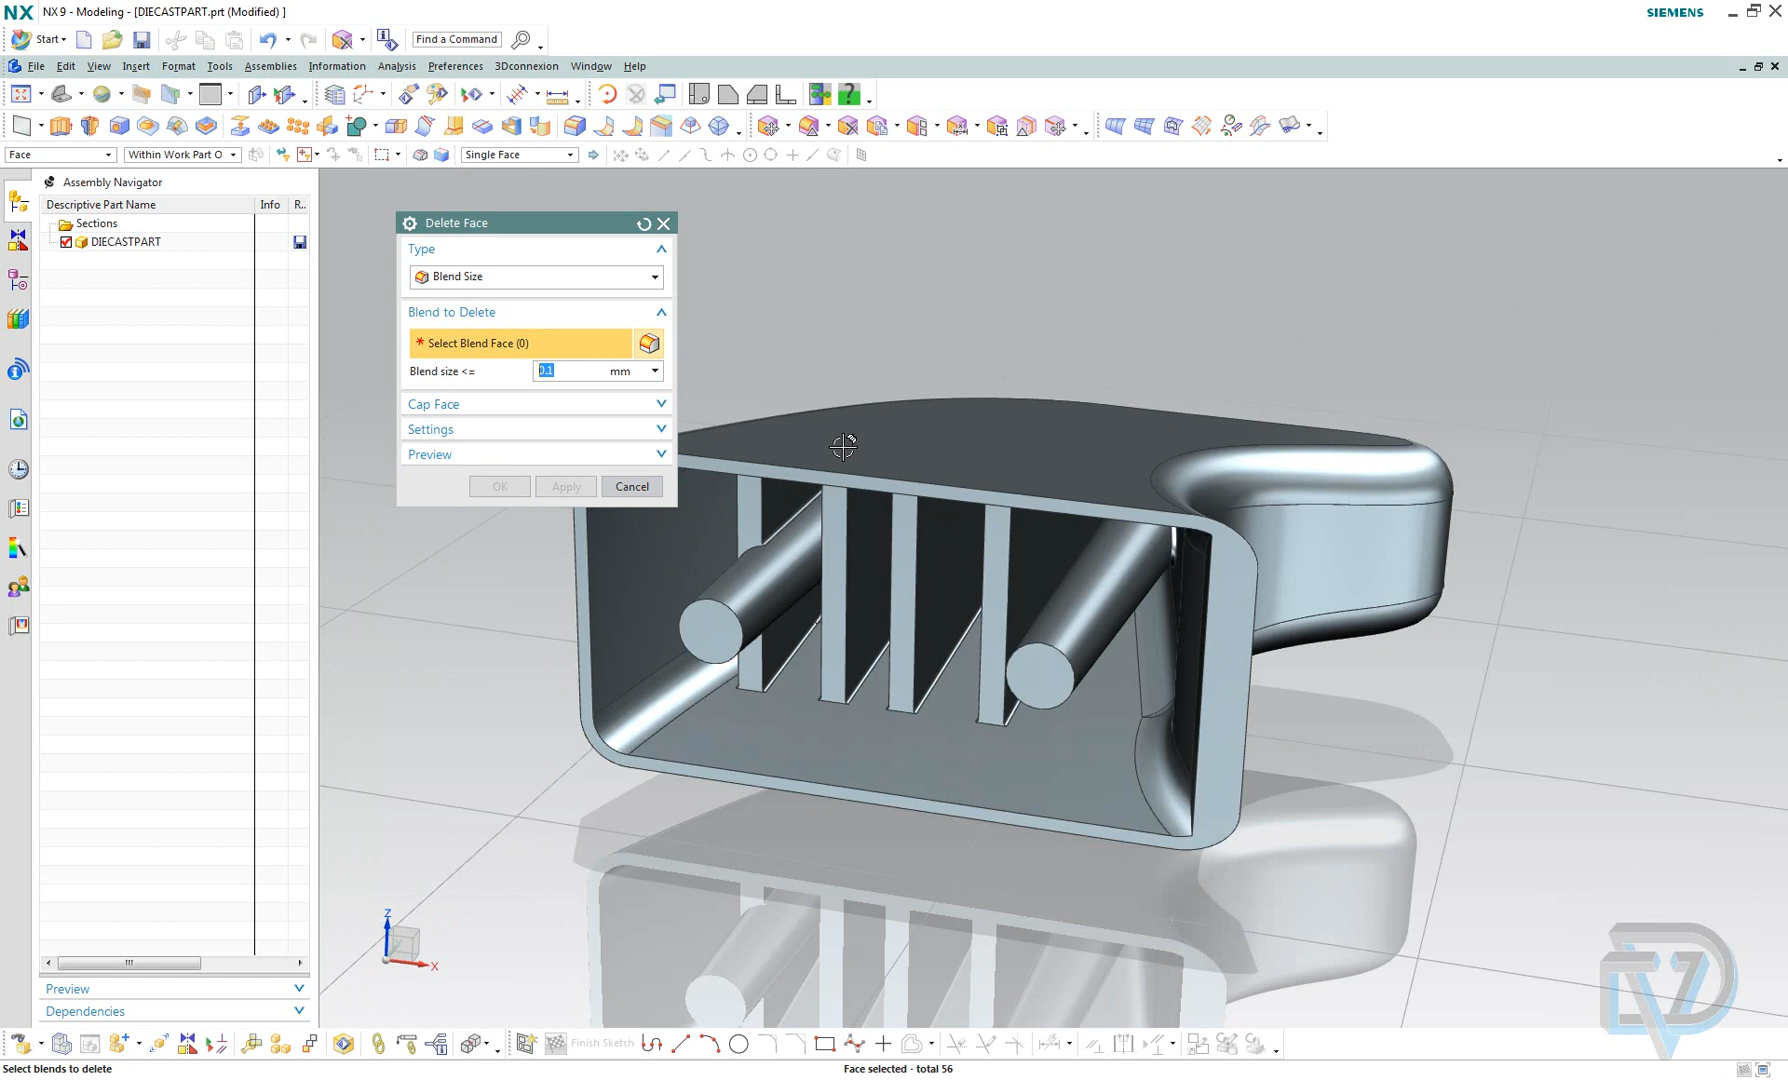 NX NX 9 - Modeling - [DIECASTPART.prt (Modified) ] SIEMENS
Start Find a Command
File Edit View Insert Format Tools Assemblies Information Analysis Preferences 3Dconnexion Window Help
Face Within Work Part O Single Face
Assembly Navigator
Descriptive Part Name Info R..
Sections
DIECASTPART
Delete Face
Type
Blend Size
Blend to Delete
* Select Blend Face (0)
Blend size <= 0.1 mm
Cap Face
Settings
Preview
OK Apply Cancel
Z
X
Preview
Dependencies
Finish Sketch
Select blends to delete Face selected - total 56